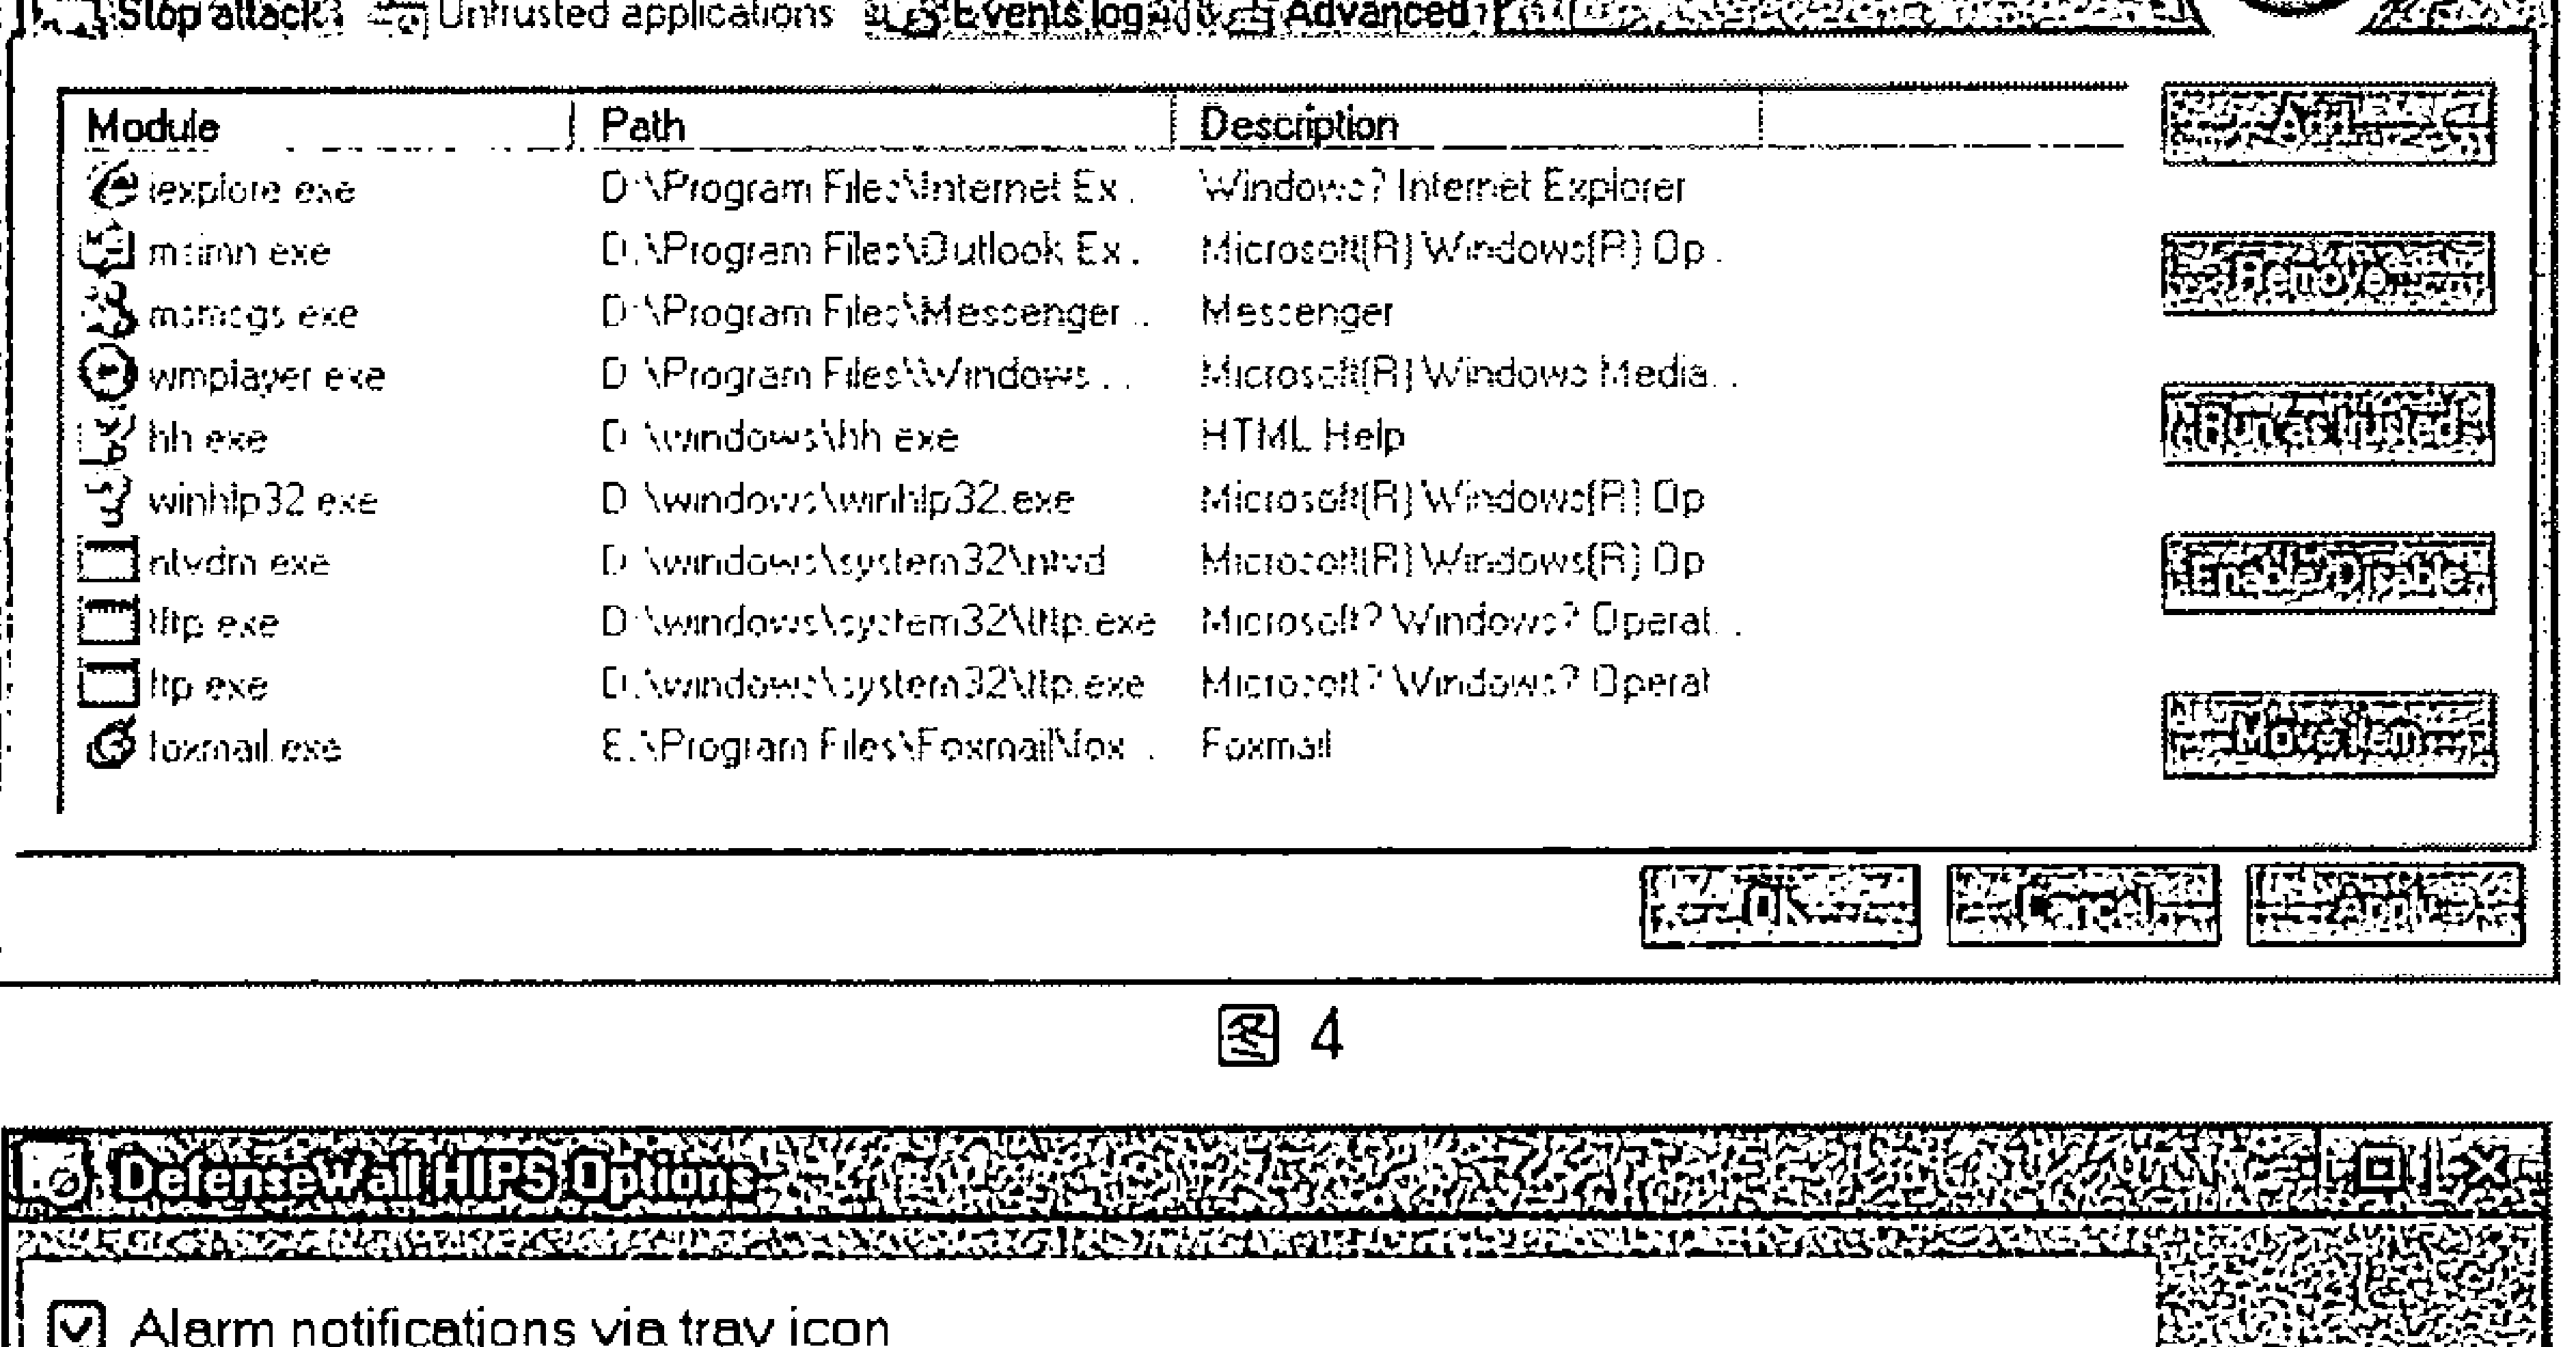 Stop attack Untrusted applications Events log Advanced
Module Path Description
Add
iexplore exe D:\Program Files\Internet Ex . Windows? Internet Explorer
msimn exe D:\Program Files\Outlook Ex . Microsoft(R) Windows(R) Op .
Remove
msmsgs exe D:\Program Files\Messenger .. Messenger
wmplayer exe D \Program Files\Windows . . Microsoft(R) Windows Media. .
Run as trusted
hh exe D \windows\hh exe HTML Help
winhlp32 exe D \windows\winhlp32.exe Microsoft(R) Windows(R) Op
ntvdm exe D \windows\system32\ntvd Microsoft(R) Windows(R) Op
Enable/Disable
tftp exe D:\windows\system32\tftp.exe Microsoft? Windows? Operat. .
ftp exe D:\windows\system32\ftp.exe Microsoft? Windows? Operat
Move item
foxmail.exe E:\Program Files\Foxmail\fox . Foxmail
OK Cancel Apply
图 4
DefenseWall HIPS Options
Alarm notifications via tray icon